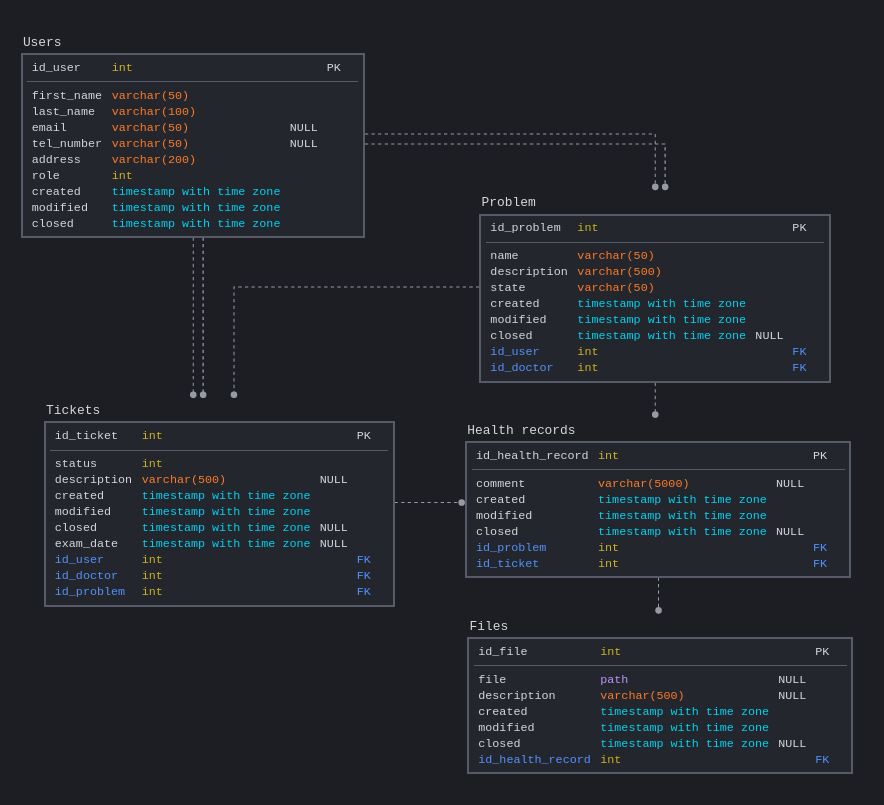 Users
id_user int PK
first_name varchar(50)
last_name varchar(100)
email varchar(50) NULL
tel_number varchar(50) NULL
address varchar(200)
role int
created timestamp with time zone
modified timestamp with time zone
closed timestamp with time zone
Problem
id_problem int PK
name varchar(50)
description varchar(500)
state varchar(50)
created timestamp with time zone
modified timestamp with time zone
closed timestamp with time zone NULL
id_user int FK
id_doctor int FK
Tickets
id_ticket int PK
status int
description varchar(500) NULL
created timestamp with time zone
modified timestamp with time zone
closed timestamp with time zone NULL
exam_date timestamp with time zone NULL
id_user int FK
id_doctor int FK
id_problem int FK
Health records
id_health_record int PK
comment varchar(5000) NULL
created timestamp with time zone
modified timestamp with time zone
closed timestamp with time zone NULL
id_problem int FK
id_ticket int FK
Files
id_file int PK
file path NULL
description varchar(500) NULL
created timestamp with time zone
modified timestamp with time zone
closed timestamp with time zone NULL
id_health_record int FK